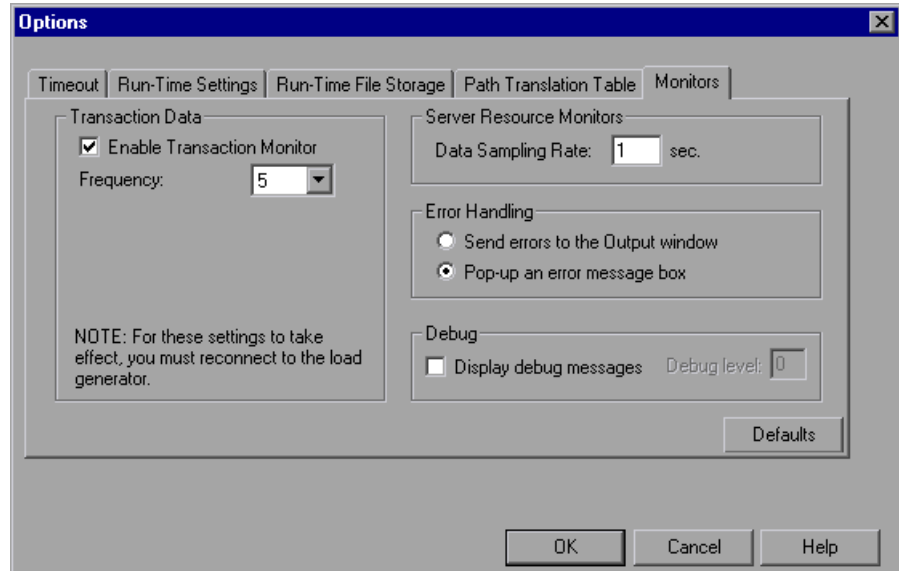 Options
Timeout
Run-Time Settings
Run-Time File Storage
Path Translation Table
Monitors
Transaction Data
Enable Transaction Monitor
Frequency: 5
NOTE: For these settings to take
effect, you must reconnect to the load
generator.
Server Resource Monitors
Data Sampling Rate: 1 sec.
Error Handling
Send errors to the Output window
Pop-up an error message box
Debug
Display debug messages Debug level: 0
Defaults
OK
Cancel
Help